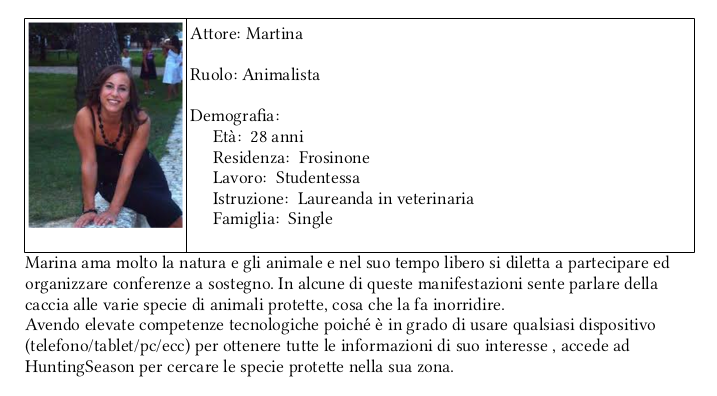 Attore: Martina
Ruolo: Animalista
Demografia:
Età: 28 anni
Residenza: Frosinone
Lavoro: Studentessa
Istruzione: Laureanda in veterinaria
Famiglia: Single
Marina ama molto la natura e gli animale e nel suo tempo libero si diletta a partecipare ed
organizzare conferenze a sostegno. In alcune di queste manifestazioni sente parlare della
caccia alle varie specie di animali protette, cosa che la fa inorridire.
Avendo elevate competenze tecnologiche poiché è in grado di usare qualsiasi dispositivo
(telefono/tablet/pc/ecc) per ottenere tutte le informazioni di suo interesse , accede ad
HuntingSeason per cercare le specie protette nella sua zona.